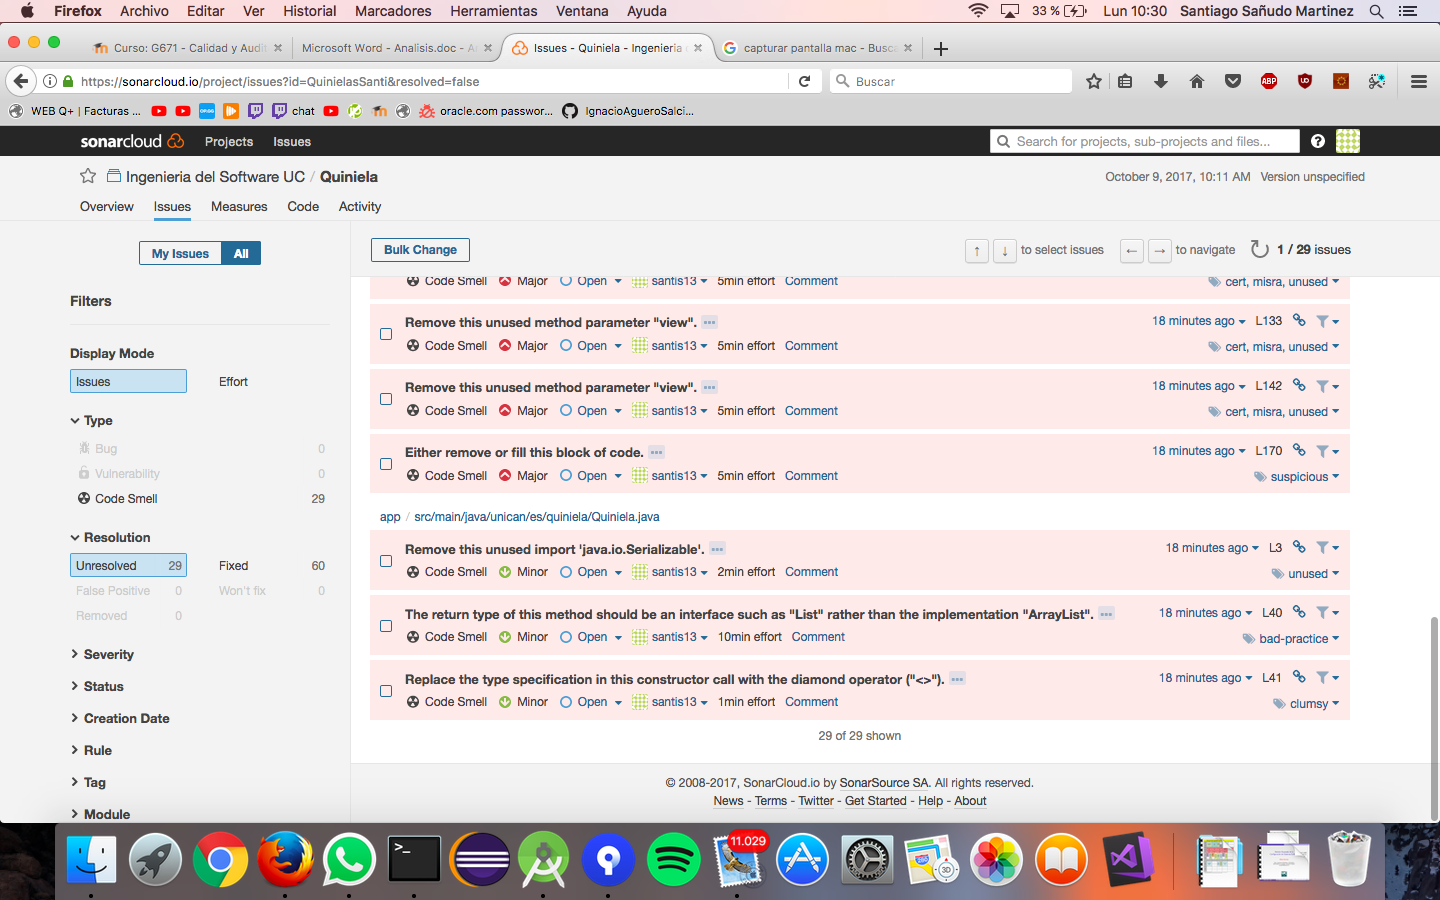 Firefox Archivo Editar Ver Historial Marcadores Herramientas Ventana Ayuda 33 % Lun 10:30 Santiago Sañudo Martinez
Curso: G671 - Calidad y Audi
Microsoft Word - Analisis.doc - A
Issues - Quiniela - Ingenieria
capturar pantalla mac - Busc
https://sonarcloud.io/project/issues?id=QuinielasSanti&resolved=false
Buscar
ABP
WEB Q+ | Facturas ... chat oracle.com passwor... IgnacioAgueroSalci...
sonarcloud Projects Issues Search for projects, sub-projects and files...
Ingenieria del Software UC / Quiniela October 9, 2017, 10:11 AM Version unspecified
Overview Issues Measures Code Activity
My Issues All
Bulk Change ↑ ↓ to select issues ← → to navigate 1 / 29 issues
Filters
Display Mode
Issues Effort
Type
Bug 0
Vulnerability 0
Code Smell 29
Resolution
Unresolved 29 Fixed 60
False Positive 0 Won't fix 0
Removed 0
Severity
Status
Creation Date
Rule
Tag
Module
Code Smell Major Open santis13 5min effort Comment cert, misra, unused
Remove this unused method parameter "view". 18 minutes ago L133
Code Smell Major Open santis13 5min effort Comment cert, misra, unused
Remove this unused method parameter "view". 18 minutes ago L142
Code Smell Major Open santis13 5min effort Comment cert, misra, unused
Either remove or fill this block of code. 18 minutes ago L170
Code Smell Major Open santis13 5min effort Comment suspicious
app / src/main/java/unican/es/quiniela/Quiniela.java
Remove this unused import 'java.io.Serializable'. 18 minutes ago L3
Code Smell Minor Open santis13 2min effort Comment unused
The return type of this method should be an interface such as "List" rather than the implementation "ArrayList". 18 minutes ago L40
Code Smell Minor Open santis13 10min effort Comment bad-practice
Replace the type specification in this constructor call with the diamond operator ("<>"). 18 minutes ago L41
Code Smell Minor Open santis13 1min effort Comment clumsy
29 of 29 shown
© 2008-2017, SonarCloud.io by SonarSource SA. All rights reserved.
News - Terms - Twitter - Get Started - Help - About
11.029